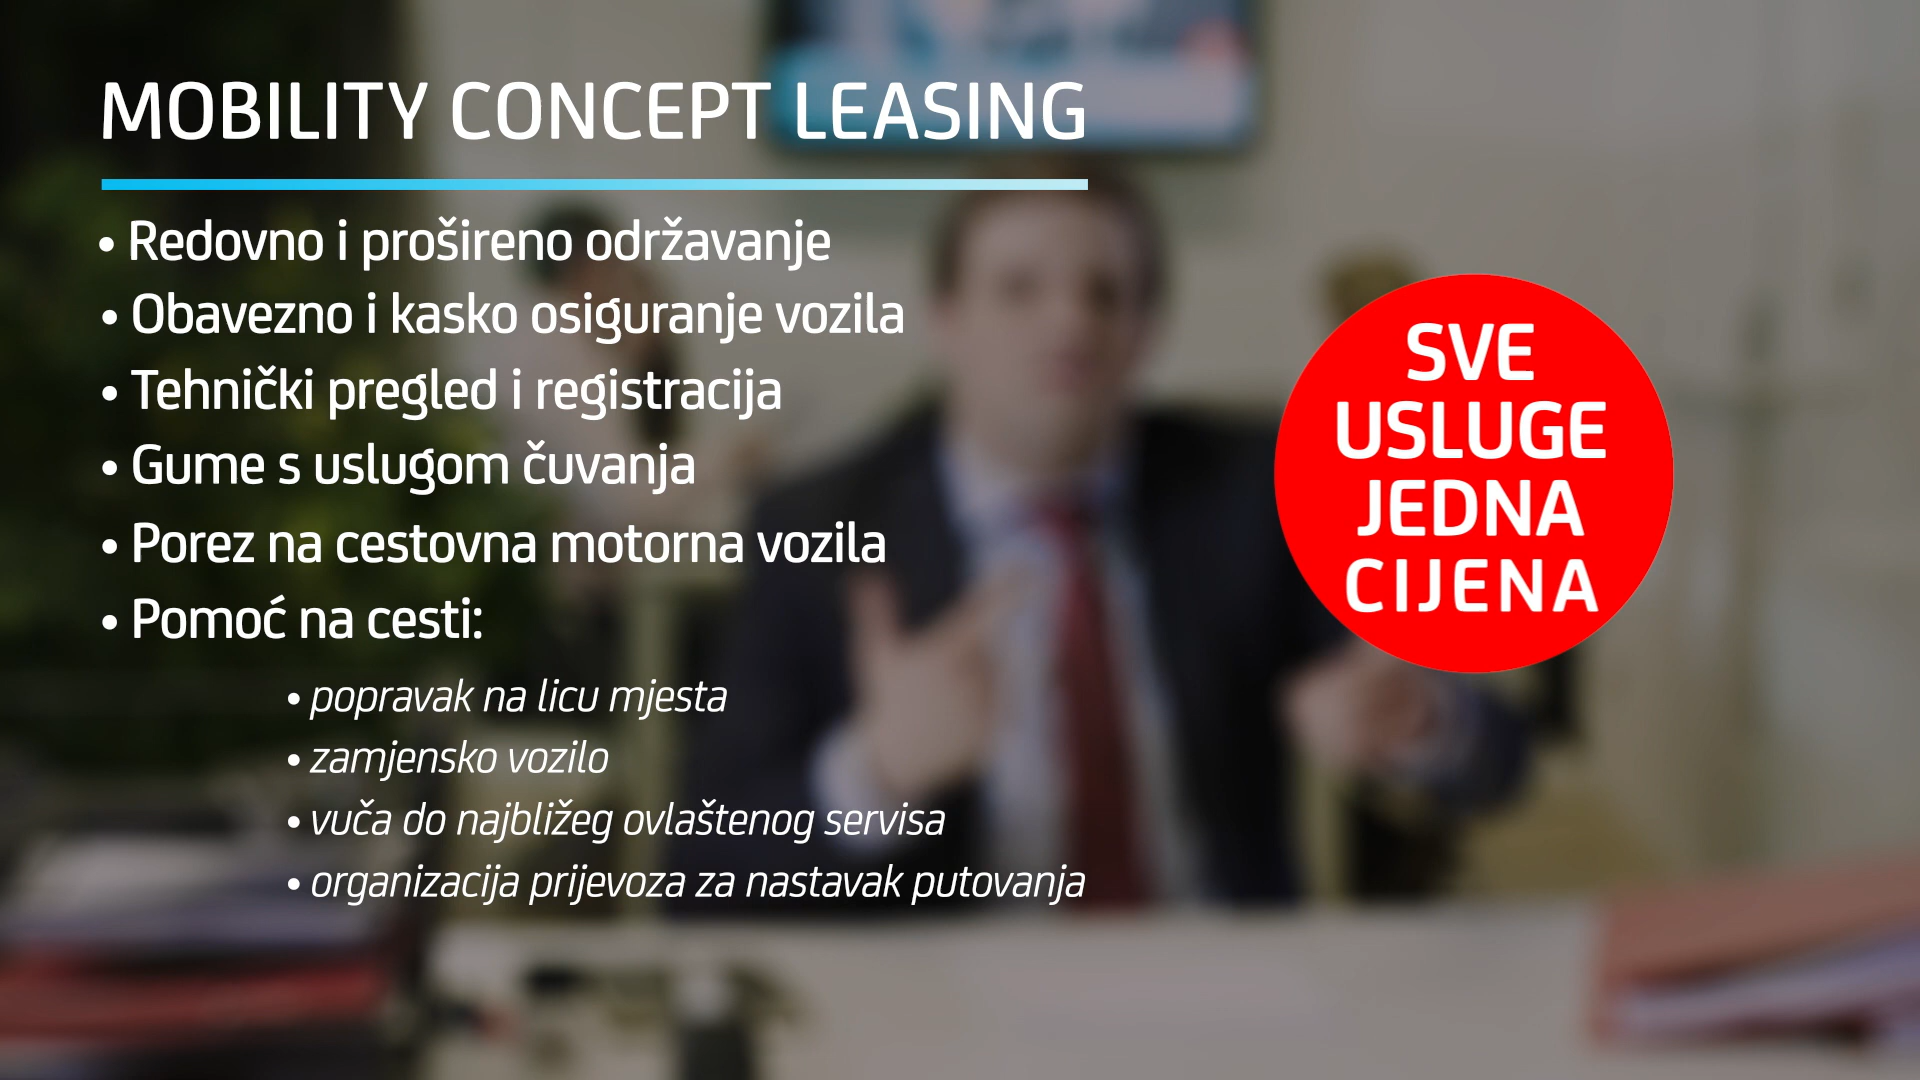 MOBILITY CONCEPT LEASING
• Redovno i prošireno održavanje
• Obavezno i kasko osiguranje vozila
• Tehnički pregled i registracija
• Gume s uslugom čuvanja
• Porez na cestovna motorna vozila
• Pomoć na cesti:
• popravak na licu mjesta
• zamjensko vozilo
• vuča do najbližeg ovlaštenog servisa
• organizacija prijevoza za nastavak putovanja
SVE
USLUGE
JEDNA
CIJENA